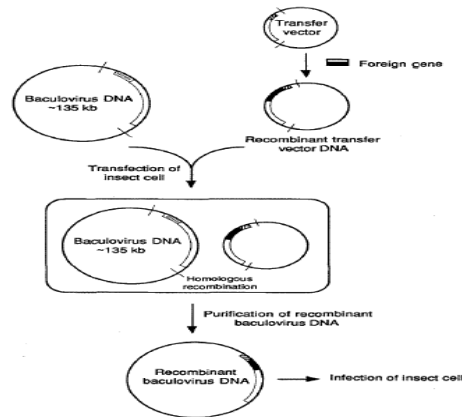 Transfer
vector
Foreign gene
Baculovirus DNA
~135 kb
Recombinant transfer
vector DNA
Transfection of
insect cell
Baculovirus DNA
~135 kb
Homologous
recombination
Purification of recombinant
baculovirus DNA
Recombinant
baculovirus DNA
Infection of insect cell